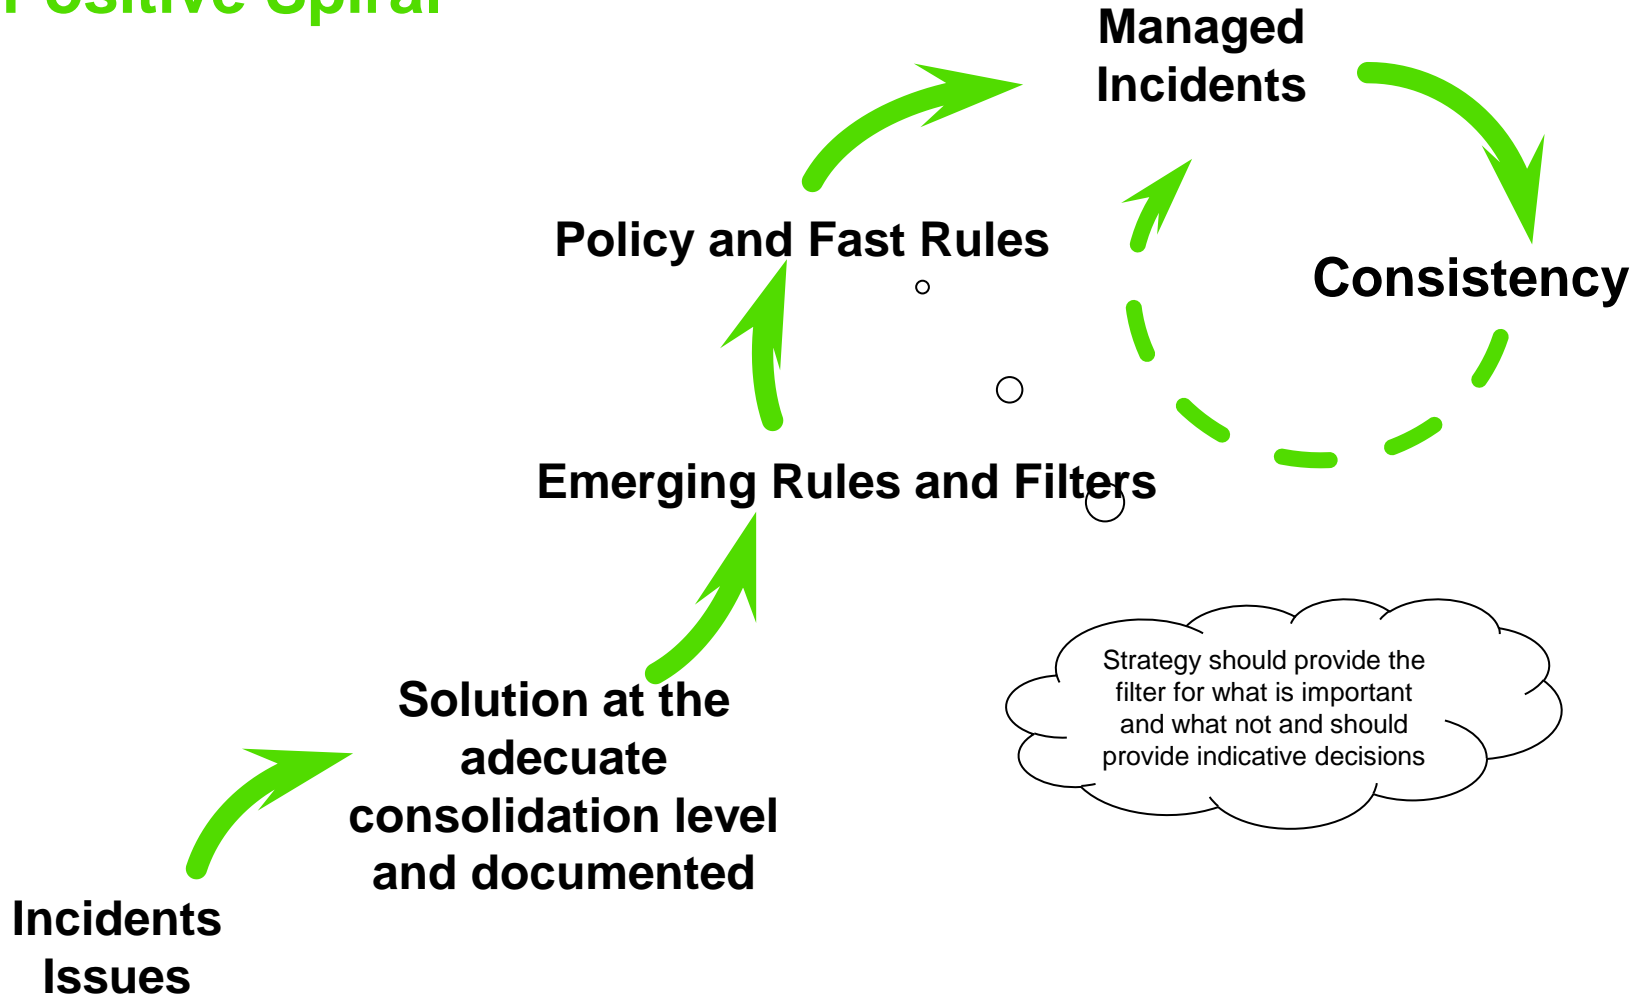 Positive Spiral
Managed
Incidents
Policy and Fast Rules
Consistency
Emerging Rules and Filters
Strategy should provide the
filter for what is important
and what not and should
provide indicative decisions
Solution at the
adecuate
consolidation level
and documented
Incidents
Issues